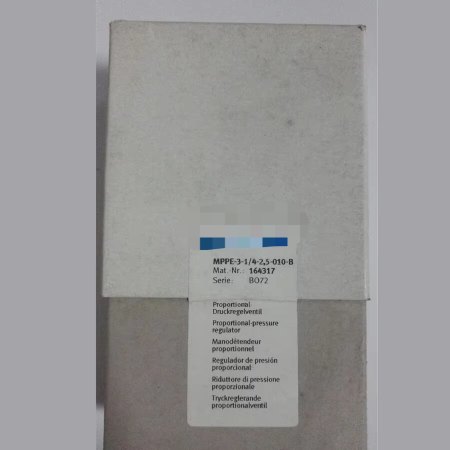 MPPE-3-1/4-2,5-010-B
Mat. Nr.: 164317
Serie: BO72
Proportional
Druckregelventil
Proportional-pressure
regulator
Manodétendeur
proportionnel
Regulador de presión
proporcional
Riduttore di pressione
proporzionale
Tryckreglerande
proportionalventil